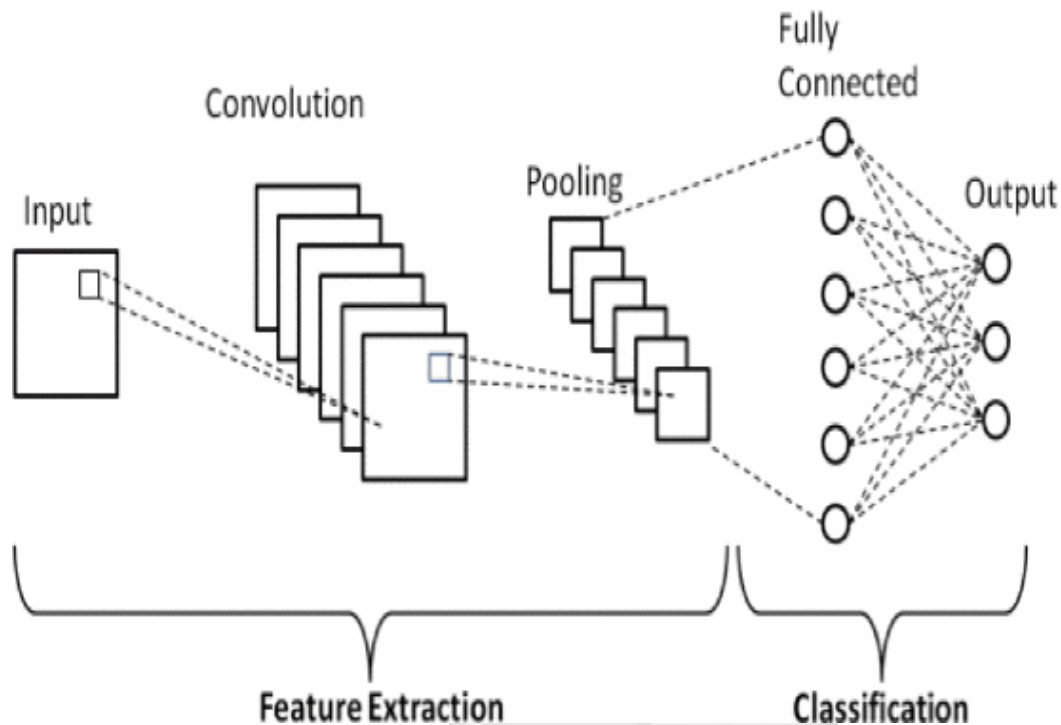 Input
Convolution
Pooling
Fully
Connected
Output
Feature Extraction
Classification